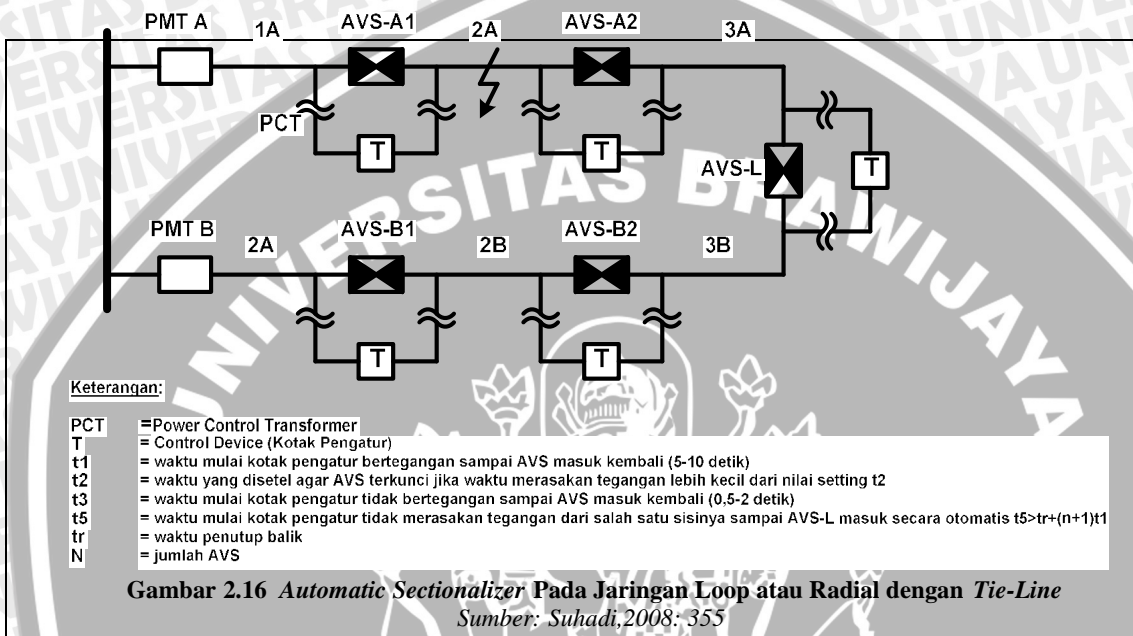 PMT A
1A
AVS-A1
2A
AVS-A2
3A
PCT
T
T
AVS-L
T
PMT B
2A
AVS-B1
2B
AVS-B2
3B
T
T
Keterangan:
PCT =Power Control Transformer
T = Control Device (Kotak Pengatur)
t1 = waktu mulai kotak pengatur bertegangan sampai AVS masuk kembali (5-10 detik)
t2 = waktu yang disetel agar AVS terkunci jika waktu merasakan tegangan lebih kecil dari nilai setting t2
t3 = waktu mulai kotak pengatur tidak bertegangan sampai AVS masuk kembali (0,5-2 detik)
t5 = waktu mulai kotak pengatur tidak merasakan tegangan dari salah satu sisinya sampai AVS-L masuk secara otomatis t5>tr+(n+1)t1
tr = waktu penutup balik
N = jumlah AVS
Gambar 2.16 Automatic Sectionalizer Pada Jaringan Loop atau Radial dengan Tie-Line
Sumber: Suhadi,2008: 355
UNIVERSITAS BRAWIJAYA